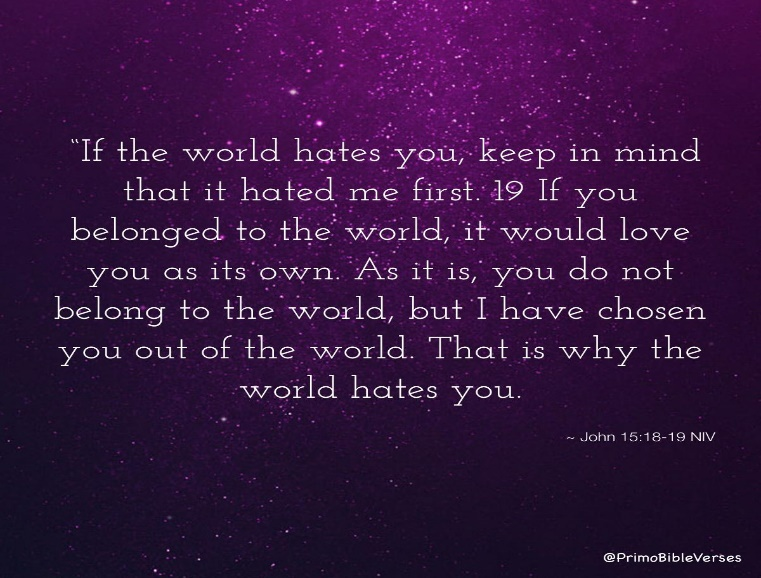 “If the world hates you, keep in mind
that it hated me first. 19 If you
belonged to the world, it would love
you as its own. As it is, you do not
belong to the world, but I have chosen
you out of the world. That is why the
world hates you.
~ John 15:18-19 NIV
@PrimoBibleVerses